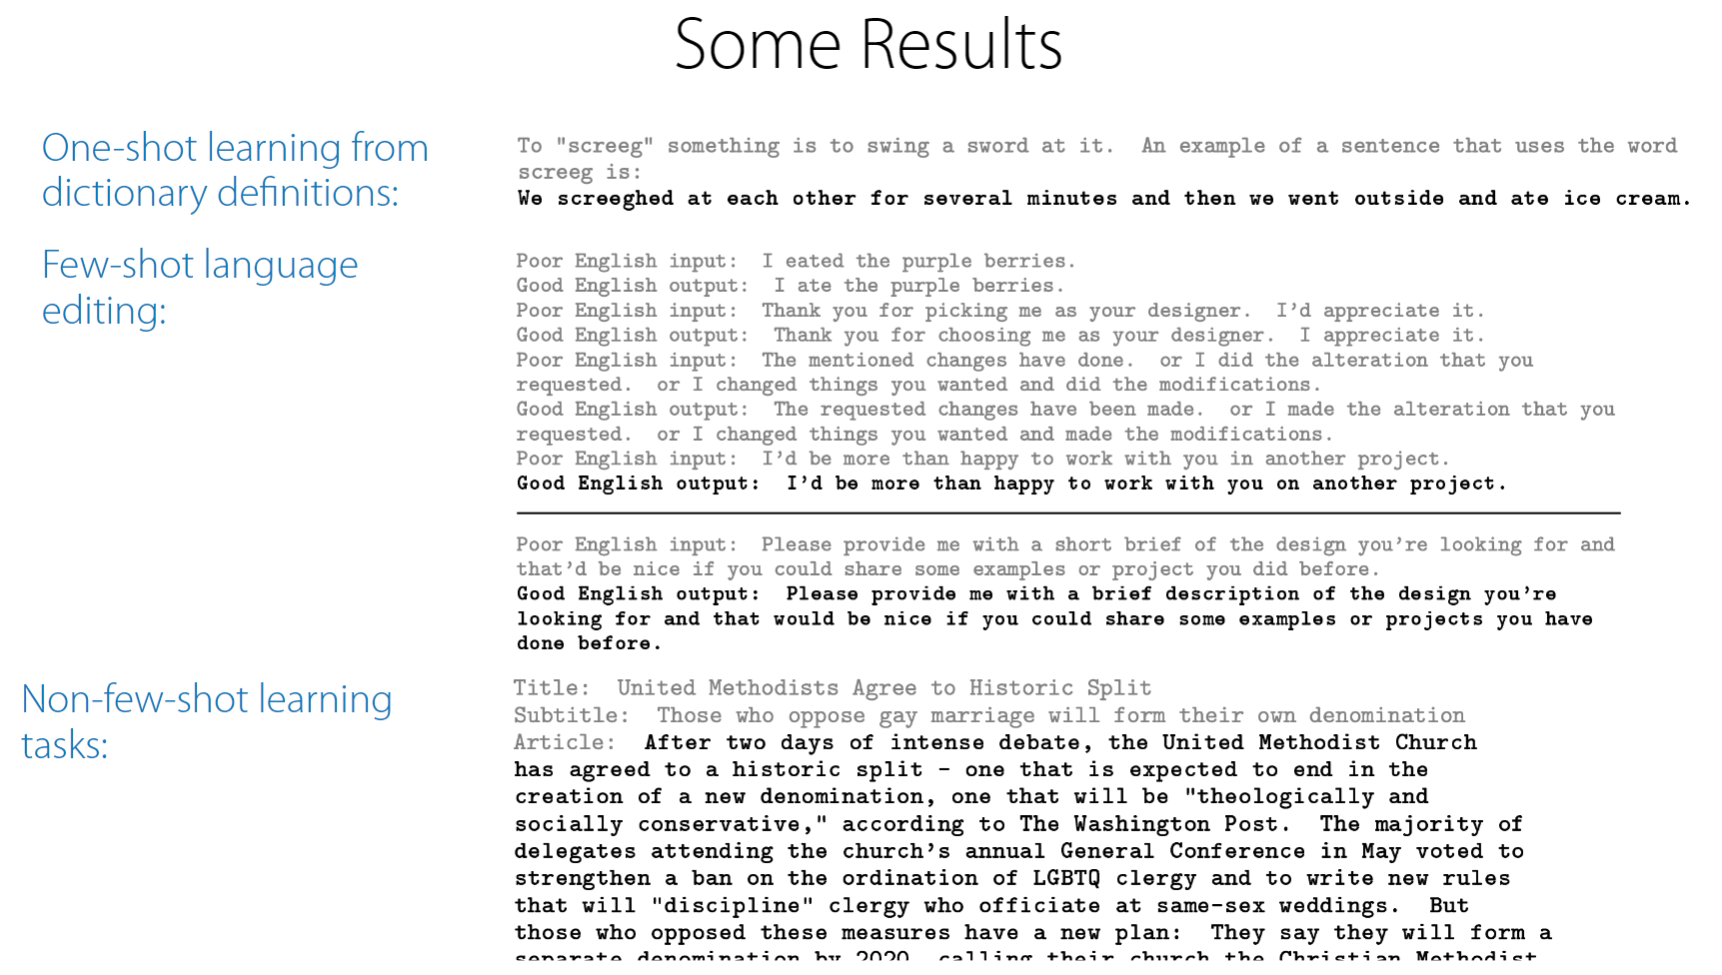 Some Results
One-shot learning from
dictionary definitions:
To "screeg" something is to swing a sword at it. An example of a sentence that uses the word
screeg is:
We screeghed at each other for several minutes and then we went outside and ate ice cream.
Few-shot language
editing:
Poor English input: I eated the purple berries.
Good English output: I ate the purple berries.
Poor English input: Thank you for picking me as your designer. I'd appreciate it.
Good English output: Thank you for choosing me as your designer. I appreciate it.
Poor English input: The mentioned changes have done. or I did the alteration that you
requested. or I changed things you wanted and did the modifications.
Good English output: The requested changes have been made. or I made the alteration that you
requested. or I changed things you wanted and made the modifications.
Poor English input: I'd be more than happy to work with you in another project.
Good English output: I'd be more than happy to work with you on another project.
Poor English input: Please provide me with a short brief of the design you're looking for and
that'd be nice if you could share some examples or project you did before.
Good English output: Please provide me with a brief description of the design you're
looking for and that would be nice if you could share some examples or projects you have
done before.
Non-few-shot learning
tasks:
Title: United Methodists Agree to Historic Split
Subtitle: Those who oppose gay marriage will form their own denomination
Article: After two days of intense debate, the United Methodist Church
has agreed to a historic split - one that is expected to end in the
creation of a new denomination, one that will be "theologically and
socially conservative," according to The Washington Post. The majority of
delegates attending the church's annual General Conference in May voted to
strengthen a ban on the ordination of LGBTQ clergy and to write new rules
that will "discipline" clergy who officiate at same-sex weddings. But
those who opposed these measures have a new plan: They say they will form a
separate denomination by 2020, calling their church the Christian Methodist